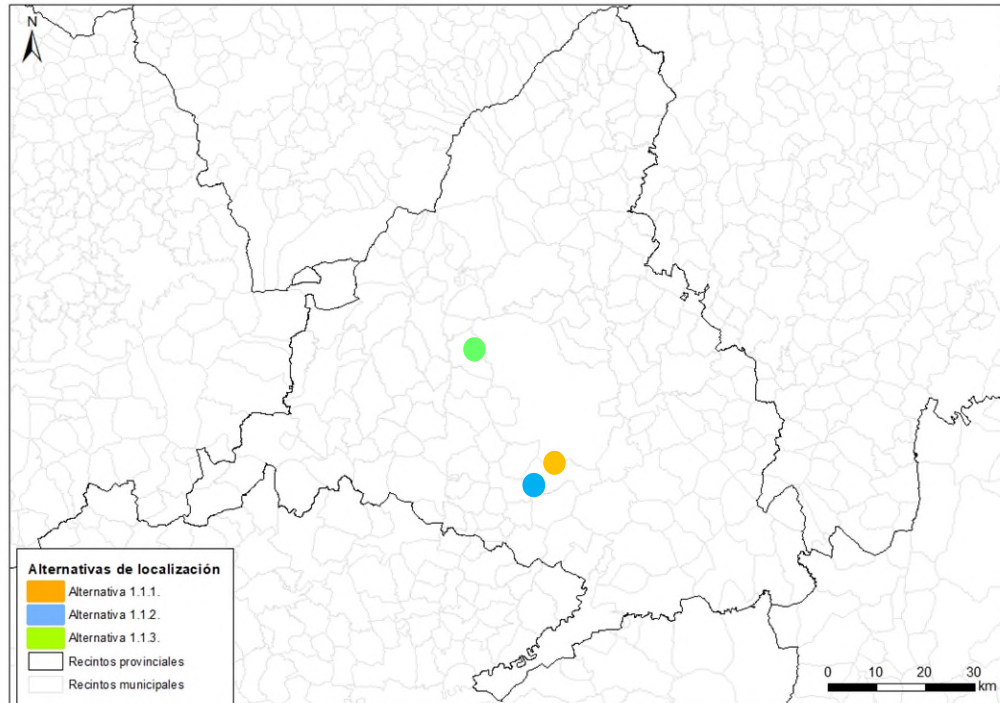 N
Alternativas de localización
Alternativa 1.1.1.
Alternativa 1.1.2.
Alternativa 1.1.3.
Recintos provinciales
Recintos municipales
0 10 20 30
km